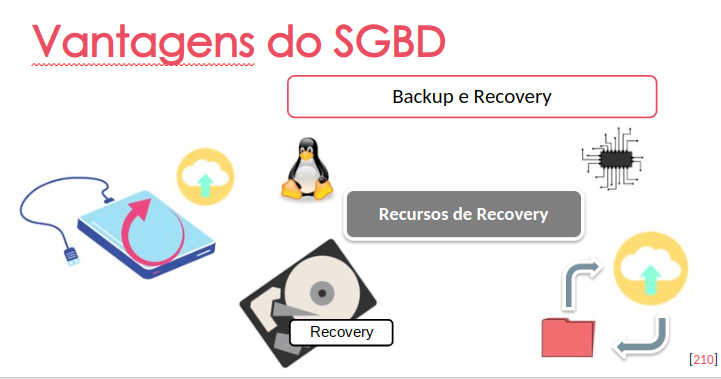 Vantagens do SGBD
Backup e Recovery
Recursos de Recovery
Recovery
[210]